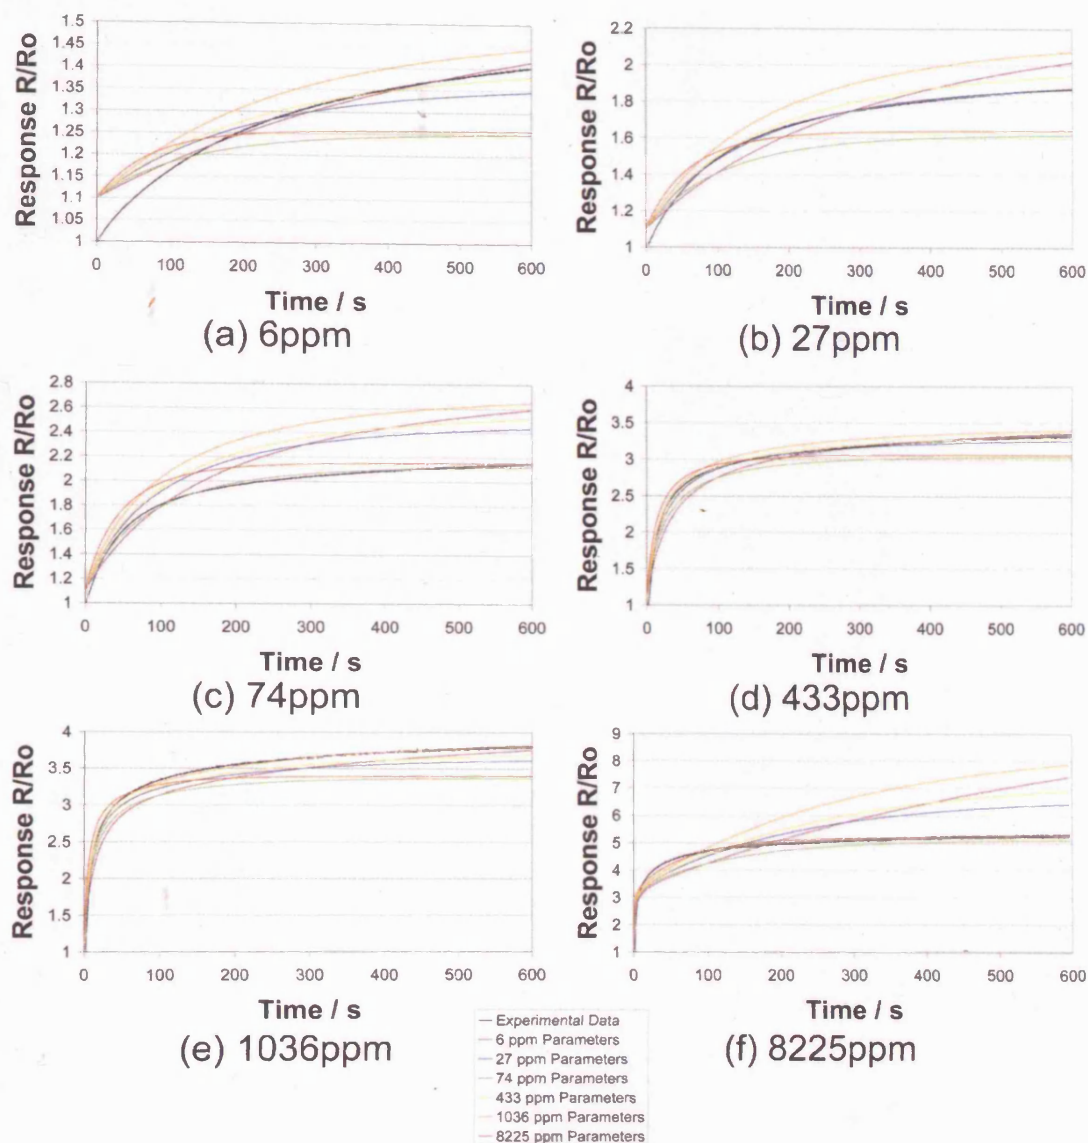 Response R/Ro
1.5
1.45
1.4
1.35
1.3
1.25
1.2
1.15
1.1
1.05
1
0 100 200 300 400 500 600
Time / s
(a) 6ppm
Response R/Ro
2.2
2
1.8
1.6
1.4
1.2
1
0 100 200 300 400 500 600
Time / s
(b) 27ppm
Response R/Ro
2.8
2.6
2.4
2.2
2
1.8
1.6
1.4
1.2
1
0 100 200 300 400 500 600
Time / s
(c) 74ppm
Response R/Ro
4
3.5
3
2.5
2
1.5
1
0 100 200 300 400 500 600
Time / s
(d) 433ppm
Response R/Ro
4
3.5
3
2.5
2
1.5
1
0 100 200 300 400 500 600
Time / s
(e) 1036ppm
Response R/Ro
9
8
7
6
5
4
3
2
1
0 100 200 300 400 500 600
Time / s
(f) 8225ppm
Experimental Data
6 ppm Parameters
27 ppm Parameters
74 ppm Parameters
433 ppm Parameters
1036 ppm Parameters
8225 ppm Parameters